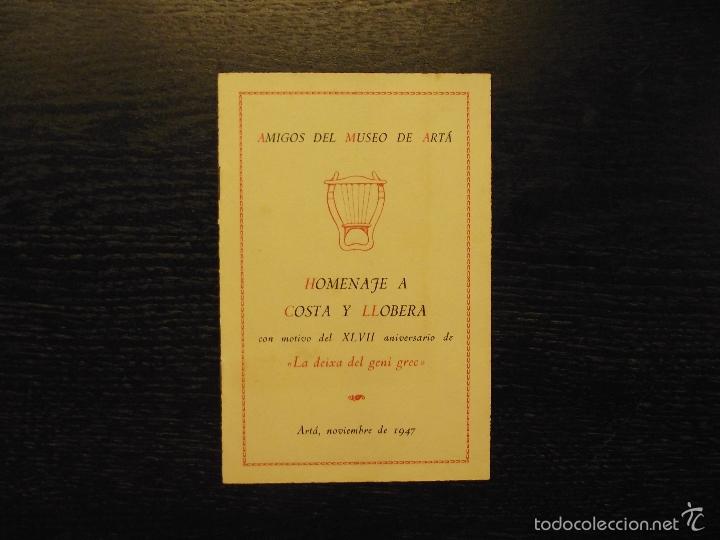 AMIGOS DEL MUSEO DE ARTÁ
HOMENAJE A
COSTA Y LLOBERA
con motivo del XLVII aniversario de
«La deixa del geni grec»
Artá, noviembre de 1947
todocoleccion.net